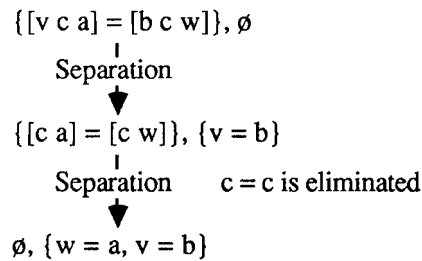 {[v c a] = [b c w]}, ø
Separation
{[c a] = [c w]}, {v = b}
Separation c = c is eliminated
ø, {w = a, v = b}